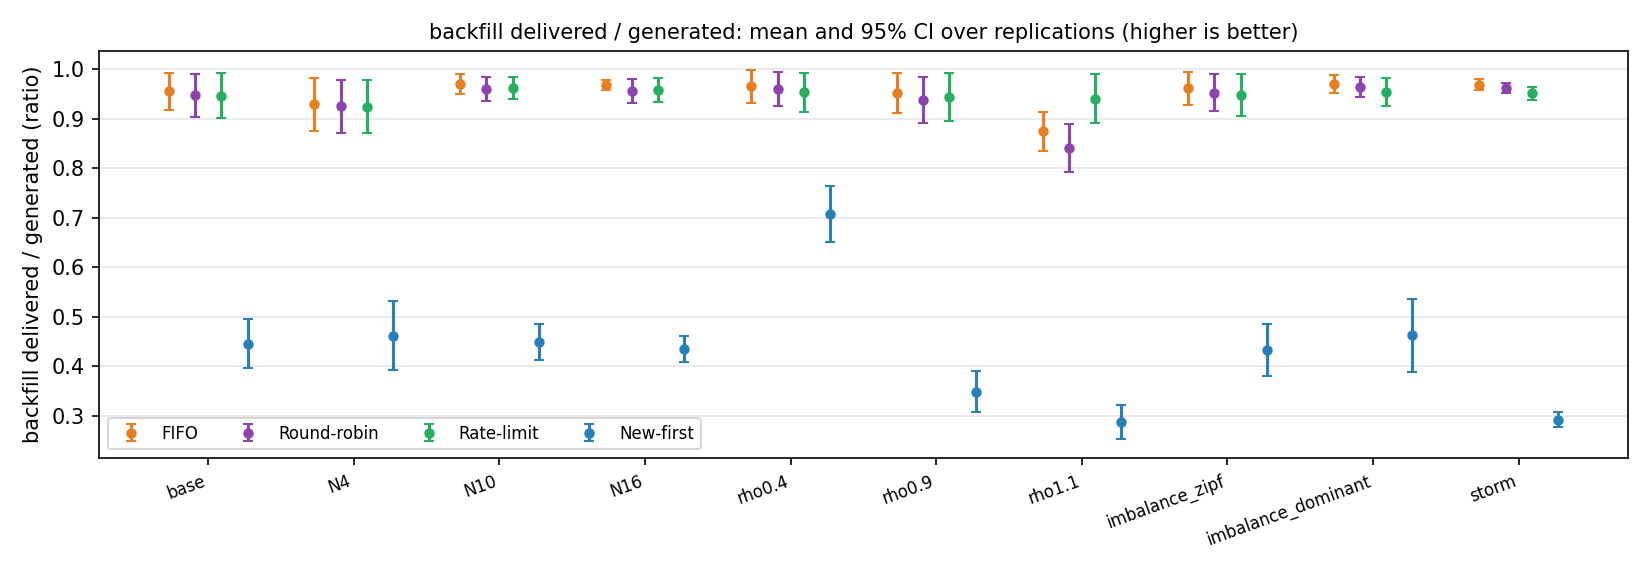 backfill delivered / generated: mean and 95% CI over replications (higher is better)
backfill delivered / generated (ratio)
1.0
0.9
0.8
0.7
0.6
0.5
0.4
0.3
FIFO Round-robin Rate-limit New-first
base N4 N10 N16 rho0.4 rho0.9 rho1.1 imbalance_zipf imbalance_dominant storm